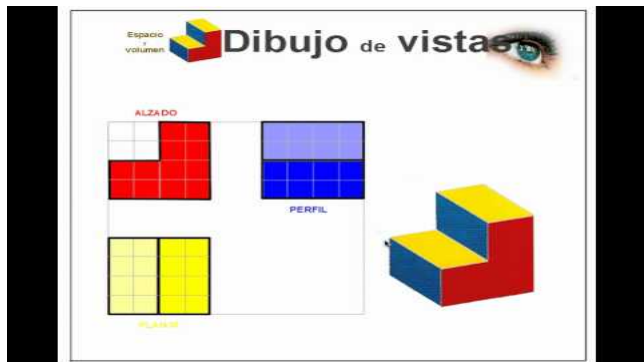 Espacio
y
volumen
Dibujo de vistas
ALZADO
PERFIL
PLANTA